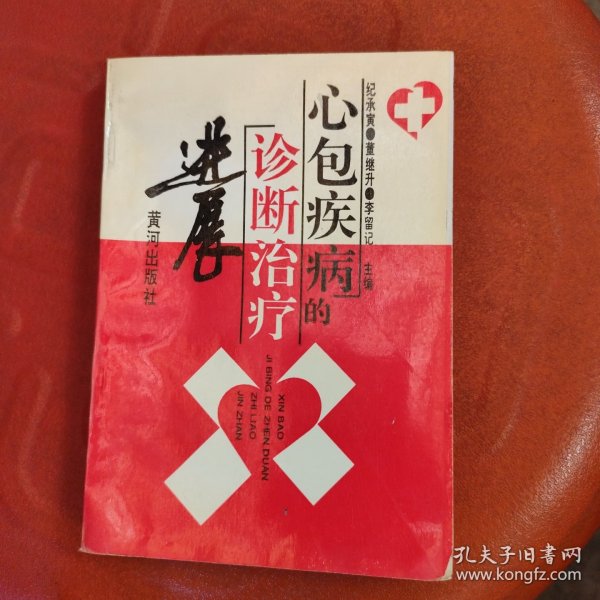 纪承寅●董继升●李留记 主编
心包疾病的
诊断治疗
进展
黄河出版社
XIN BAO
JI BING DE ZHEN DUAN
ZHI LIAO
JIN ZHAN
孔夫子旧书网
www.kongfz.com